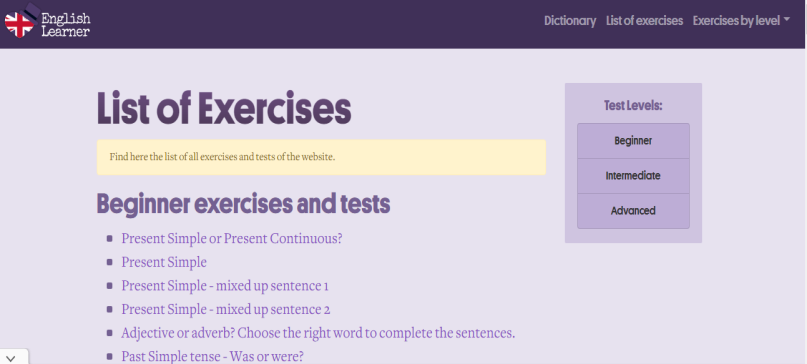 English
Learner
Dictionary List of exercises Exercises by level
List of Exercises
Find here the list of all exercises and tests of the website.
Beginner exercises and tests
Present Simple or Present Continuous?
Present Simple
Present Simple - mixed up sentence 1
Present Simple - mixed up sentence 2
Adjective or adverb? Choose the right word to complete the sentences.
Past Simple tense - Was or were?
Test Levels:
Beginner
Intermediate
Advanced